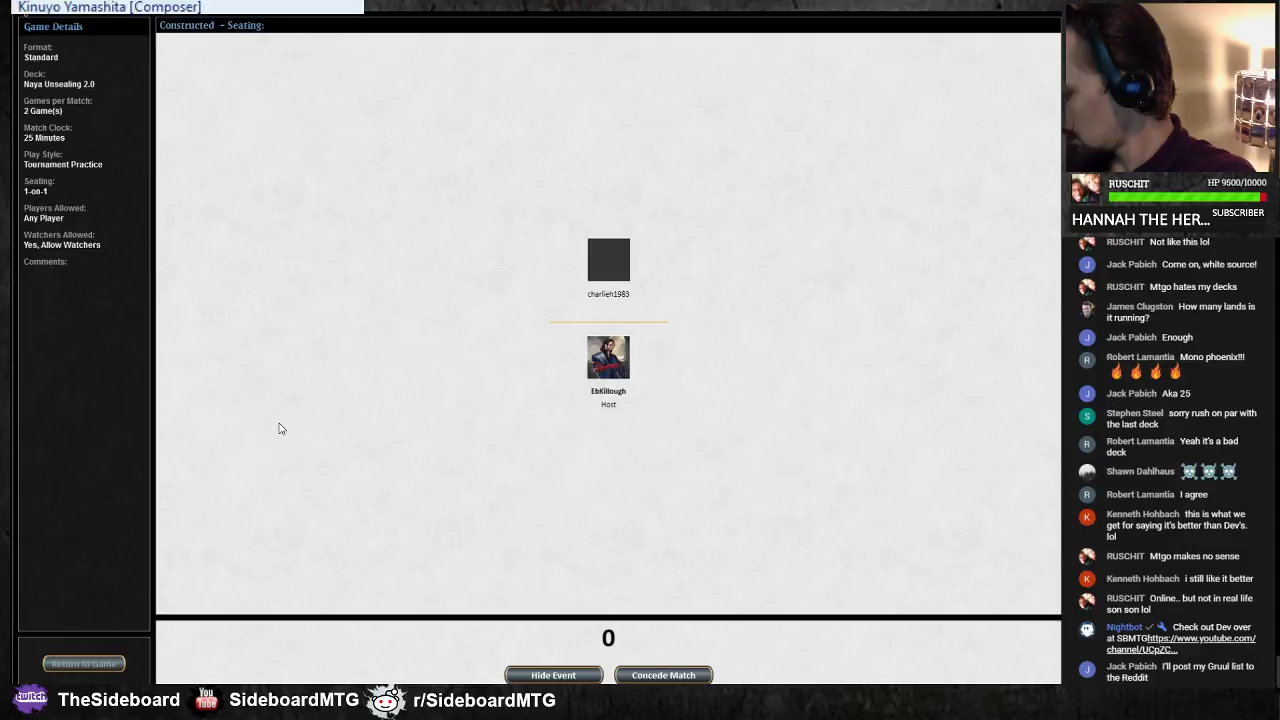 Kinuyo Yamashita [Composer]
Game Details
Format:
Standard
Deck:
Naya Unsealing 2.0
Games per Match:
2 Game(s)
Match Clock:
25 Minutes
Play Style:
Tournament Practice
Seating:
1-on-1
Players Allowed:
Any Player
Watchers Allowed:
Yes, Allow Watchers
Comments:
Return to Game
Constructed - Seating:
charlieh1983
EbKillough
Host
0
Hide Event
Concede Match
RUSCHIT HP 9500/10000
HANNAH THE HER... SUBSCRIBER
RUSCHIT Not like this lol
Jack Pabich Come on, white source!
RUSCHIT Mtgo hates my decks
James Clugston How many lands is
it running?
Jack Pabich Enough
Robert Lamantia Mono phoenix!!!
Jack Pabich Aka 25
Stephen Steel sorry rush on par with
the last deck
Robert Lamantia Yeah it's a bad
deck
Shawn Dahlhaus
Robert Lamantia I agree
Kenneth Hohbach this is what we
get for saying it's better than Dev's.
lol
RUSCHIT Mtgo makes no sense
Kenneth Hohbach i still like it better
RUSCHIT Online.. but not in real life
son son lol
Nightbot Check out Dev over
at SBMTGhttps://www.youtube.com/
channel/UCpZC...
Jack Pabich I'll post my Gruul list to
the Reddit
twitch TheSideboard You Tube SideboardMTG r/SideboardMTG